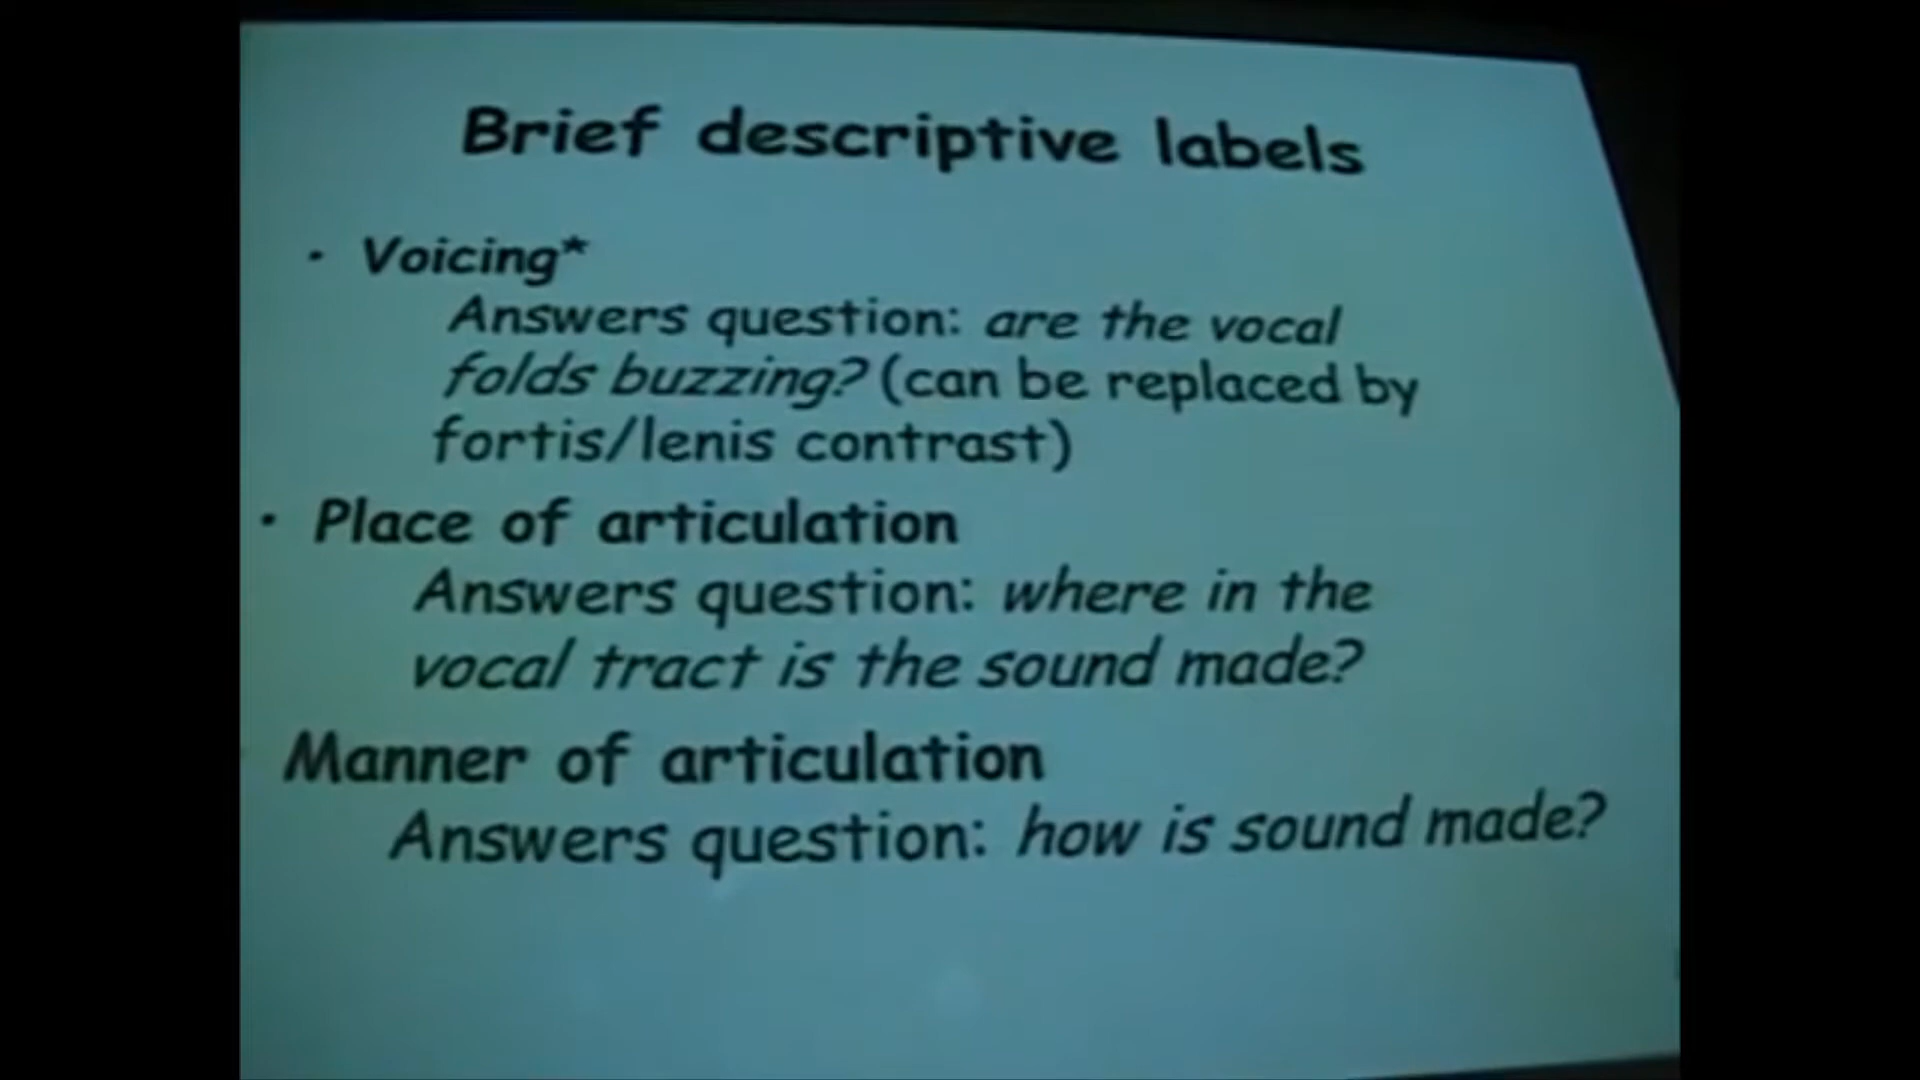 Brief descriptive labels
• Voicing*
Answers question: are the vocal
folds buzzing? (can be replaced by
fortis/lenis contrast)
• Place of articulation
Answers question: where in the
vocal tract is the sound made?
Manner of articulation
Answers question: how is sound made?